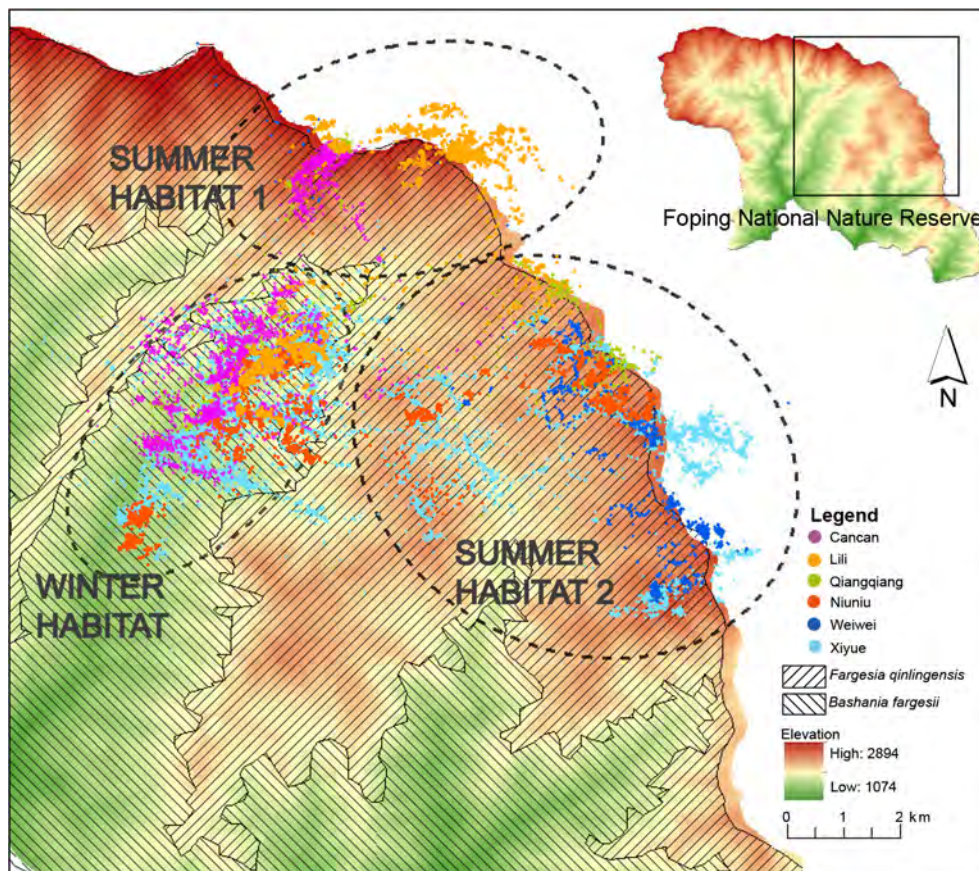 SUMMER
HABITAT 1
Foping National Nature Reserve
N
WINTER
HABITAT
SUMMER
HABITAT 2
Legend
Cancan
Lili
Qiangqiang
Niuniu
Weiwei
Xiyue
Fargesia qinlingensis
Bashania fargesii
Elevation
High: 2894
Low: 1074
0 1 2 km